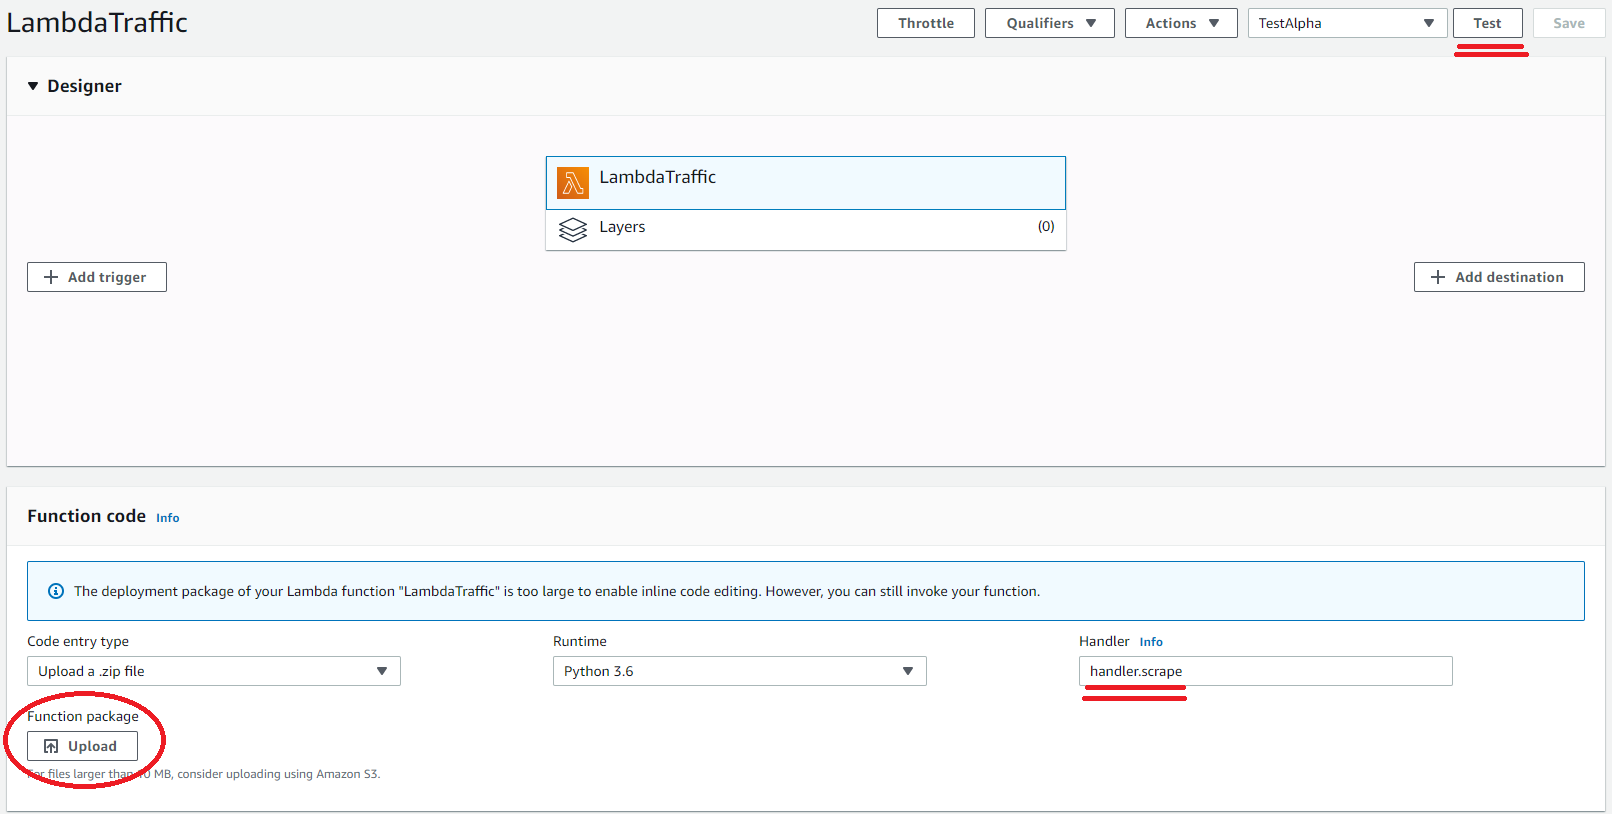 LambdaTraffic
Throttle
Qualifiers
Actions
TestAlpha
Test
Save
Designer
LambdaTraffic
Layers
(0)
Add trigger
Add destination
Function code Info
The deployment package of your Lambda function "LambdaTraffic" is too large to enable inline code editing. However, you can still invoke your function.
Code entry type
Runtime
Handler Info
Upload a .zip file
Python 3.6
handler.scrape
Function package
Upload
For files larger than 10 MB, consider uploading using Amazon S3.